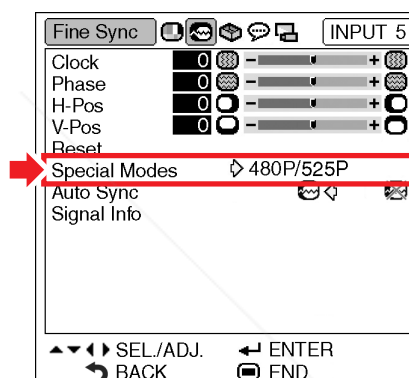 Fine Sync INPUT 5
Clock 0 - +
Phase 0 - +
H-Pos 0 - +
V-Pos 0 - +
Reset
Special Modes 480P/525P
Auto Sync
Signal Info
SEL./ADJ. ENTER
BACK END